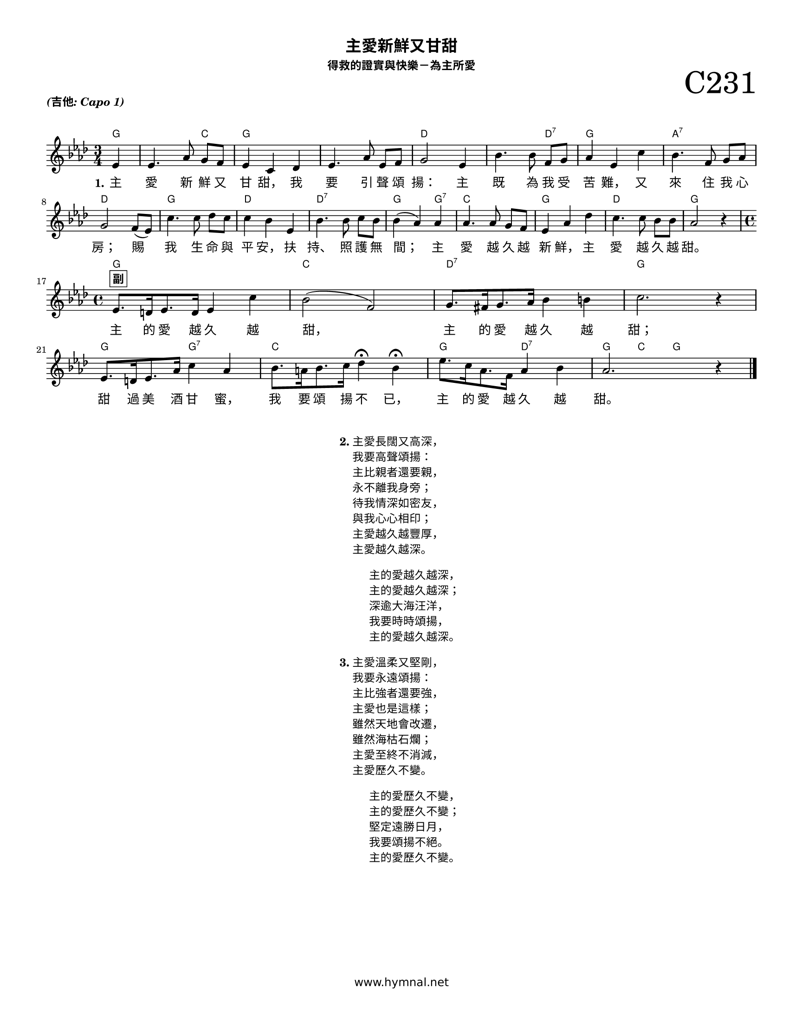 主愛新鮮又甘甜
得救的證實與快樂－為主所愛
C231
(吉他: Capo 1)
G C G D D7 G A7
1. 主 愛 新 鮮 又 甘 甜， 我 要 引 聲 頌 揚： 主 既 為 我 受 苦 難， 又 來 住 我 心
8 D G D D7 G G7 C G D G
房； 賜 我 生 命 與 平 安， 扶 持、 照 護 無 間； 主 愛 越 久 越 新 鮮， 主 愛 越 久 越 甜。
17 G C D7 G
副
主 的 愛 越 久 越 甜， 主 的 愛 越 久 越 甜；
21 G G7 C G D7 G C G
甜 過 美 酒 甘 蜜， 我 要 頌 揚 不 已， 主 的 愛 越 久 越 甜。
2. 主愛長闊又高深，
我要高聲頌揚：
主比親者還要親，
永不離我身旁；
待我情深如密友，
與我心心相印；
主愛越久越豐厚，
主愛越久越深。
主的愛越久越深，
主的愛越久越深；
深逾大海汪洋，
我要時時頌揚，
主的愛越久越深。
3. 主愛溫柔又堅剛，
我要永遠頌揚：
主比強者還要強，
主愛也是這樣；
雖然天地會改遷，
雖然海枯石爛；
主愛至終不消減，
主愛歷久不變。
主的愛歷久不變，
主的愛歷久不變；
堅定遠勝日月，
我要頌揚不絕。
主的愛歷久不變。
www.hymnal.net